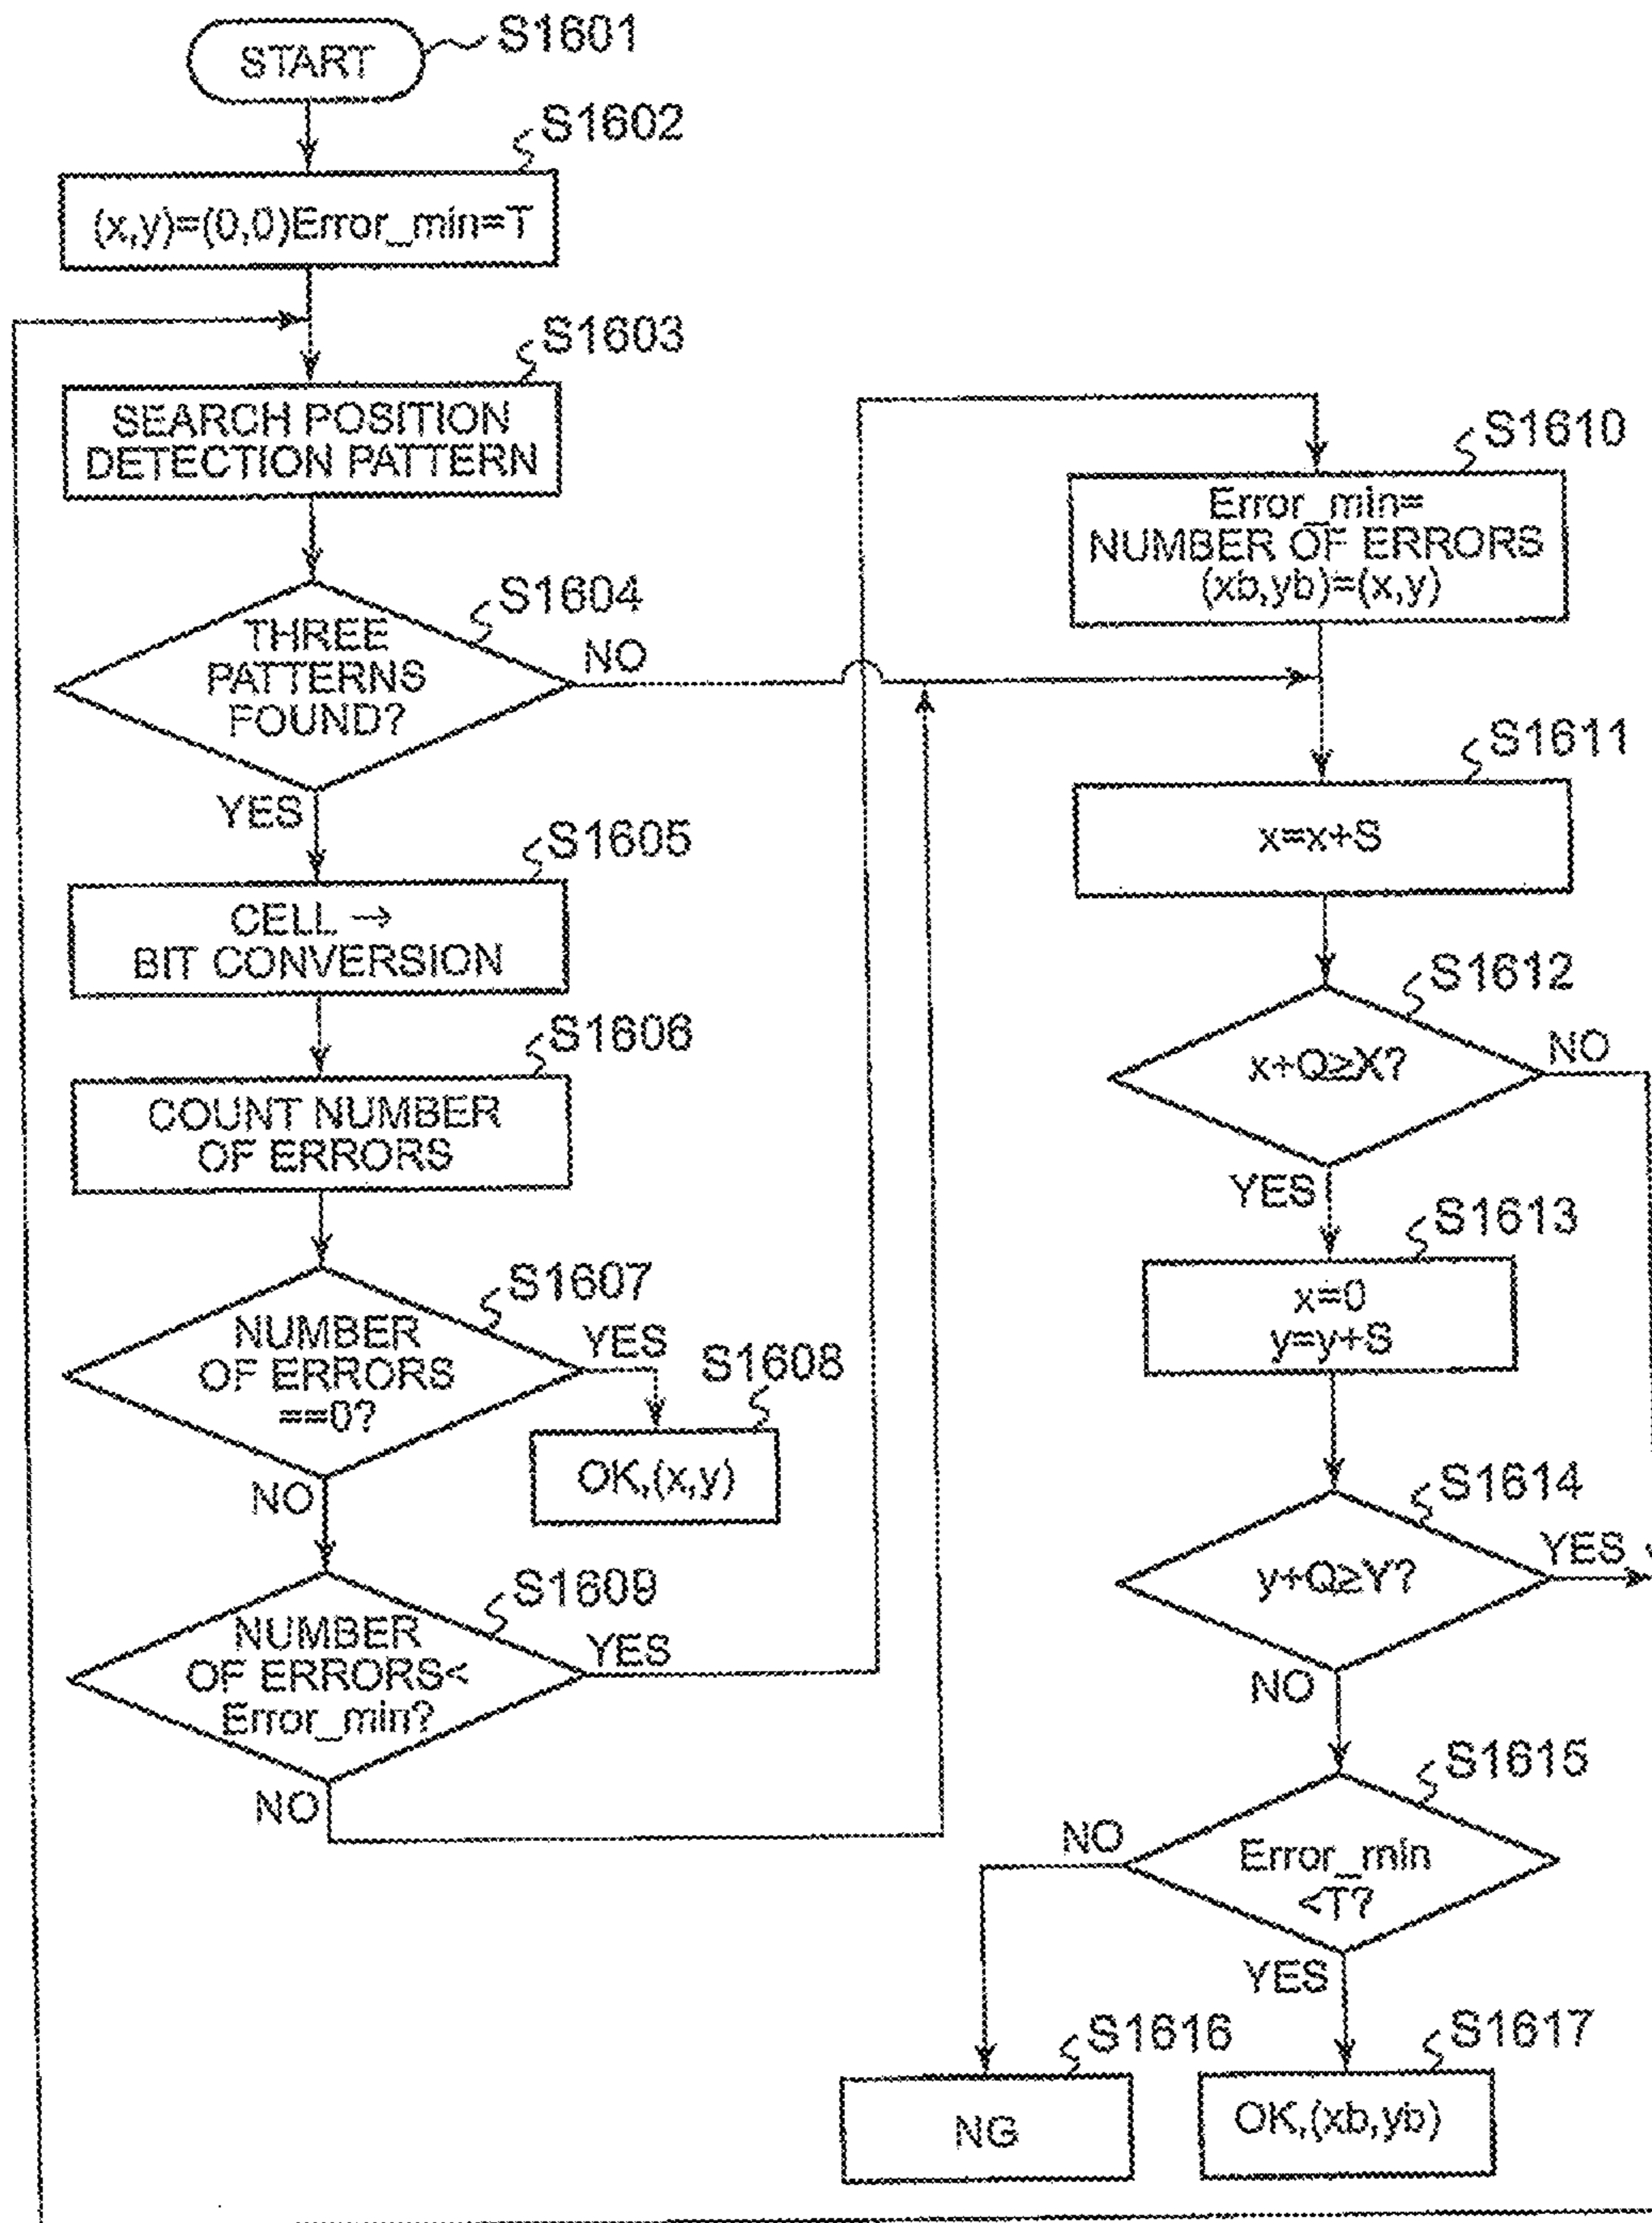 START
S1601
S1602
(x,y)=(0,0)Error_min=T
S1603
SEARCH POSITION
DETECTION PATTERN
S1604
THREE
PATTERNS
FOUND?
NO
YES
S1605
CELL →
BIT CONVERSION
S1606
COUNT NUMBER
OF ERRORS
S1607
NUMBER
OF ERRORS
==0?
YES
NO
S1608
OK,(x,y)
S1609
NUMBER
OF ERRORS<
Error_min?
YES
NO
S1610
Error_min=
NUMBER OF ERRORS
(xb,yb)=(x,y)
S1611
x=x+S
S1612
x+Q≥X?
NO
YES
S1613
x=0
y=y+S
S1614
y+Q≥Y?
YES
NO
S1615
Error_min
<T?
NO
YES
S1616
NG
S1617
OK,(xb,yb)